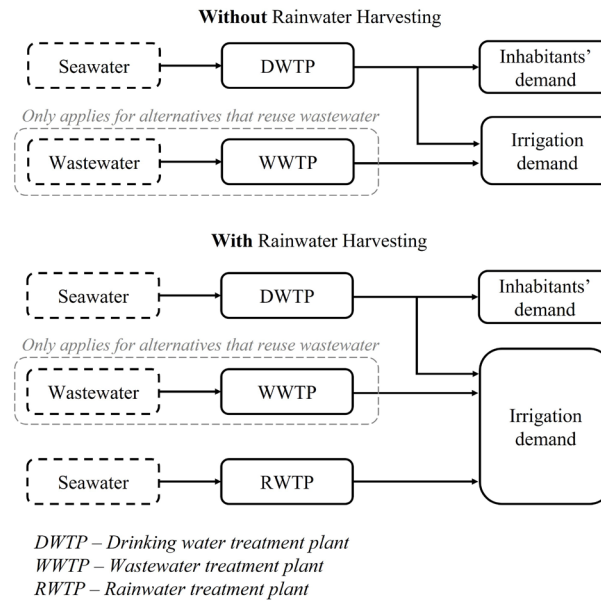 Without Rainwater Harvesting
Seawater
DWTP
Inhabitants’
demand
Only applies for alternatives that reuse wastewater
Wastewater
WWTP
Irrigation
demand
With Rainwater Harvesting
Seawater
DWTP
Inhabitants’
demand
Only applies for alternatives that reuse wastewater
Wastewater
WWTP
Irrigation
demand
Seawater
RWTP
DWTP – Drinking water treatment plant
WWTP – Wastewater treatment plant
RWTP – Rainwater treatment plant